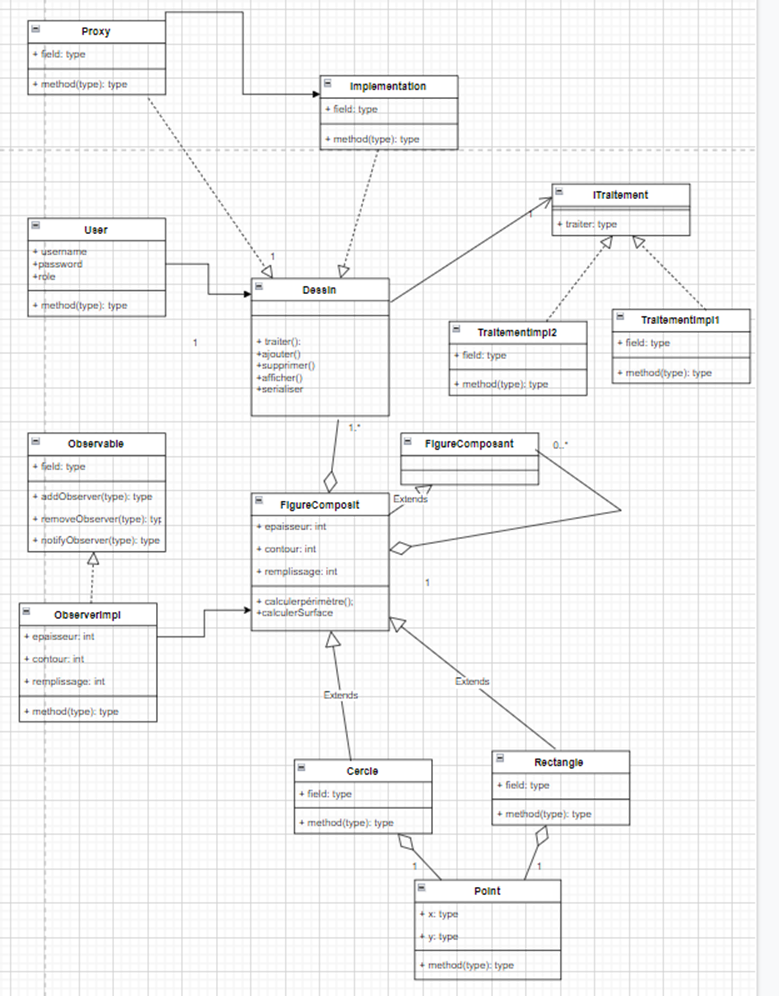 Proxy
+ field: type
+ method(type): type
Implementation
+ field: type
+ method(type): type
ITraitement
+ traiter: type
1
User
+ username
+password
+role
+ method(type): type
1
Dessin
+ traiter();
+ajouter()
+supprimer()
+afficher()
+serialiser
TraitementImpl2
+ field: type
+ method(type): type
TraitementImpl1
+ field: type
+ method(type): type
1
1..*
Observable
+ field: type
+ addObserver(type): type
+ removeObserver(type): typ
+ notifyObserver(type): type
FigureComposant
0..*
Extends
FigureComposit
+ epaisseur: int
+ contour: int
+ remplissage: int
+ calculerpérimètre();
+calculerSurface
1
ObserverImpl
+ epaisseur: int
+ contour: int
+ remplissage: int
+ method(type): type
Extends
Extends
Cercle
+ field: type
+ method(type): type
Rectangle
+ field: type
+ method(type): type
1
1
Point
+ x: type
+ y: type
+ method(type): type